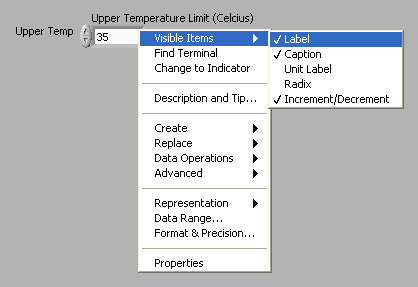 Upper Temperature Limit (Celcius)
Upper Temp 35
Visible Items
Find Terminal
Change to Indicator
Description and Tip...
Create
Replace
Data Operations
Advanced
Representation
Data Range...
Format & Precision...
Properties
Label
Caption
Unit Label
Radix
Increment/Decrement